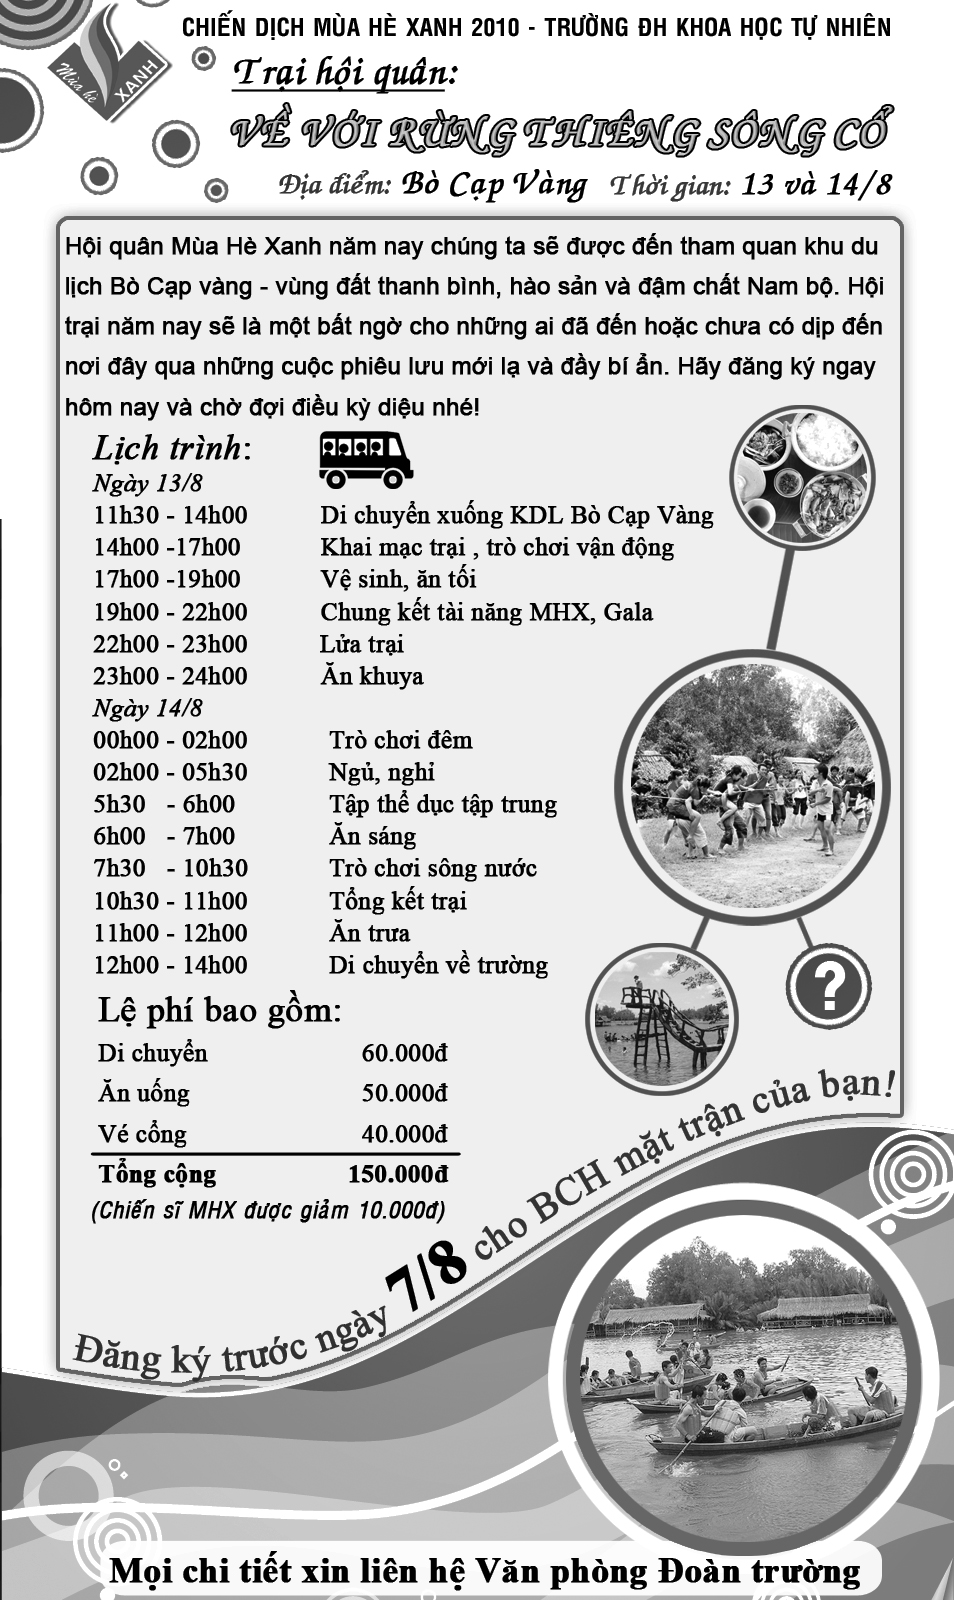 CHIẾN DỊCH MÙA HÈ XANH 2010 - TRƯỜNG ĐH KHOA HỌC TỰ NHIÊN
Mùa hè XANH
Trại hội quân:
VỀ VỚI RỪNG THIÊNG SÔNG CỔ
Địa điểm: Bò Cạp Vàng Thời gian: 13 và 14/8
Hội quân Mùa Hè Xanh năm nay chúng ta sẽ được đến tham quan khu du
lịch Bò Cạp vàng - vùng đất thanh bình, hào sản và đậm chất Nam bộ. Hội
trại năm nay sẽ là một bất ngờ cho những ai đã đến hoặc chưa có dịp đến
nơi đây qua những cuộc phiêu lưu mới lạ và đầy bí ẩn. Hãy đăng ký ngay
hôm nay và chờ đợi điều kỳ diệu nhé!
Lịch trình:
Ngày 13/8
11h30 - 14h00 Di chuyển xuống KDL Bò Cạp Vàng
14h00 -17h00 Khai mạc trại , trò chơi vận động
17h00 -19h00 Vệ sinh, ăn tối
19h00 - 22h00 Chung kết tài năng MHX, Gala
22h00 - 23h00 Lửa trại
23h00 - 24h00 Ăn khuya
Ngày 14/8
00h00 - 02h00 Trò chơi đêm
02h00 - 05h30 Ngủ, nghỉ
5h30 - 6h00 Tập thể dục tập trung
6h00 - 7h00 Ăn sáng
7h30 - 10h30 Trò chơi sông nước
10h30 - 11h00 Tổng kết trại
11h00 - 12h00 Ăn trưa
12h00 - 14h00 Di chuyển về trường
?
Lệ phí bao gồm:
Di chuyển 60.000đ
Ăn uống 50.000đ
Vé cổng 40.000đ
Tổng cộng 150.000đ
(Chiến sĩ MHX được giảm 10.000đ)
Đăng ký trước ngày 7/8 cho BCH mặt trận của bạn!
Mọi chi tiết xin liên hệ Văn phòng Đoàn trường